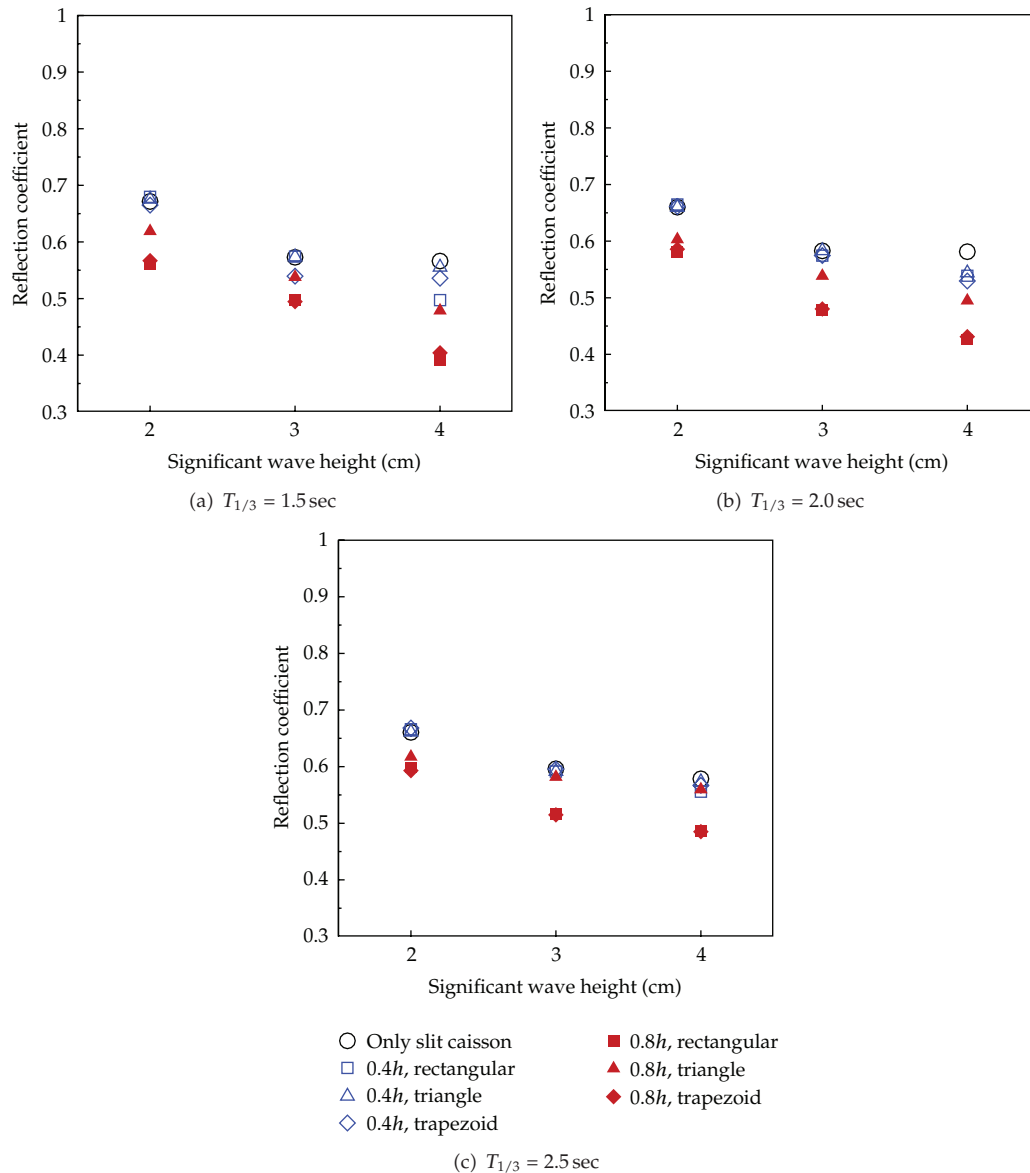 1
0.9
0.8
0.7
0.6
0.5
0.4
0.3
Reflection coefficient
2 3 4
Significant wave height (cm)
(a) T1/3 = 1.5 sec
1
0.9
0.8
0.7
0.6
0.5
0.4
0.3
Reflection coefficient
2 3 4
Significant wave height (cm)
(b) T1/3 = 2.0 sec
1
0.9
0.8
0.7
0.6
0.5
0.4
0.3
Reflection coefficient
2 3 4
Significant wave height (cm)
Only slit caisson
0.4h, rectangular
0.4h, triangle
0.4h, trapezoid
0.8h, rectangular
0.8h, triangle
0.8h, trapezoid
(c) T1/3 = 2.5 sec